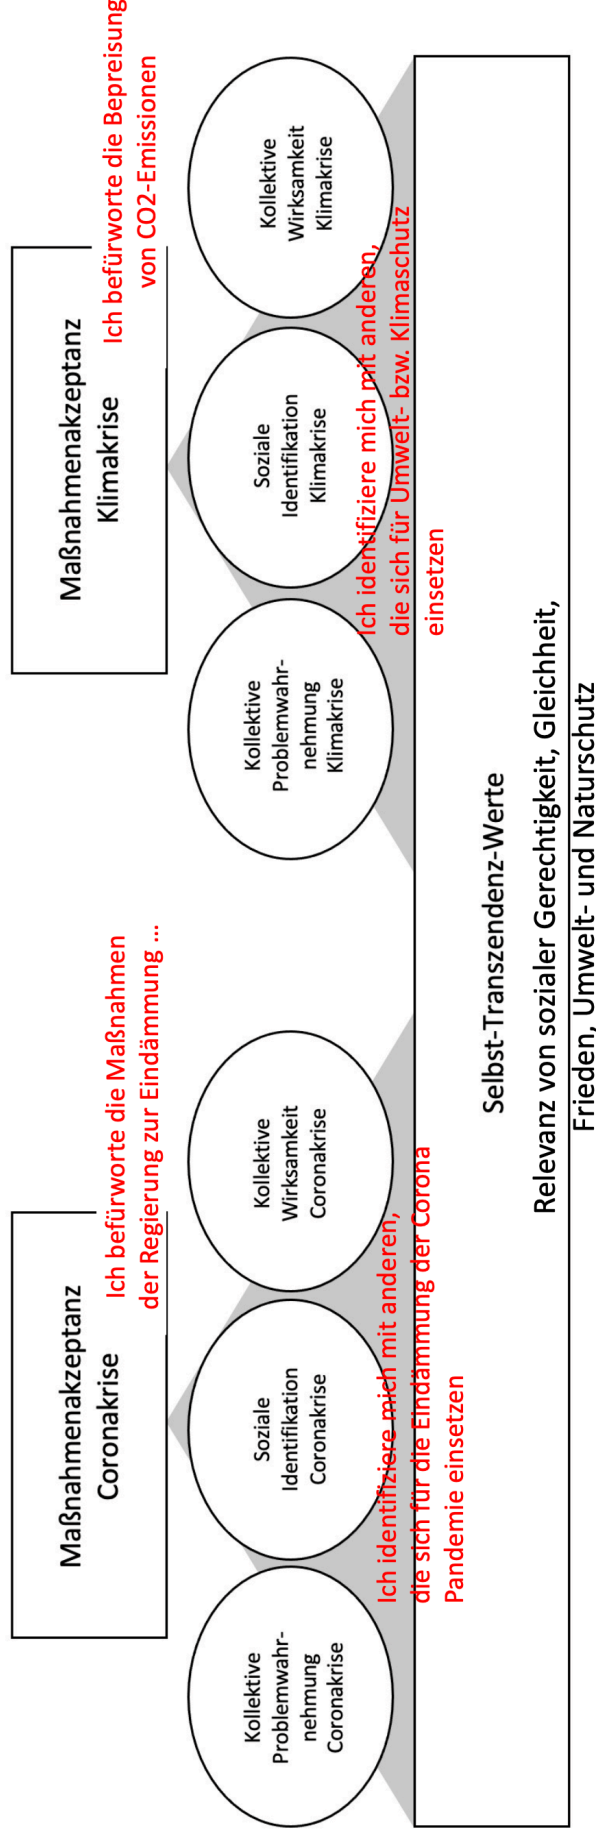 Maßnahmenakzeptanz
Coronakrise
Ich befürworte die Maßnahmen
der Regierung zur Eindämmung ...
Maßnahmenakzeptanz
Klimakrise
Ich befürworte die Bepreisung
von CO2-Emissionen
Kollektive
Problemwahr-
nehmung
Coronakrise
Soziale
Identifikation
Coronakrise
Kollektive
Wirksamkeit
Coronakrise
Kollektive
Problemwahr-
nehmung
Klimakrise
Soziale
Identifikation
Klimakrise
Kollektive
Wirksamkeit
Klimakrise
Ich identifiziere mich mit anderen,
die sich für die Eindämmung der Corona
Pandemie einsetzen
Ich identifiziere mich mit anderen,
die sich für Umwelt- bzw. Klimaschutz
einsetzen
Selbst-Transzendenz-Werte
Relevanz von sozialer Gerechtigkeit, Gleichheit,
Frieden, Umwelt- und Naturschutz